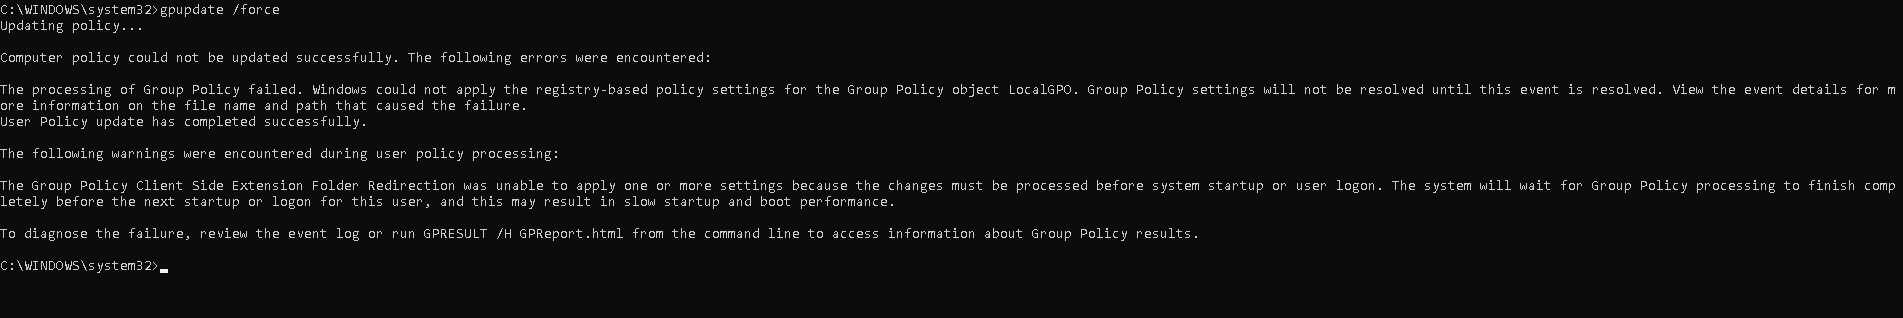 C:\WINDOWS\system32>gpupdate /force
Updating policy...
Computer policy could not be updated successfully. The following errors were encountered:
The processing of Group Policy failed. Windows could not apply the registry-based policy settings for the Group Policy object LocalGPO. Group Policy settings will not be resolved until this event is resolved. View the event details for m
ore information on the file name and path that caused the failure.
User Policy update has completed successfully.
The following warnings were encountered during user policy processing:
The Group Policy Client Side Extension Folder Redirection was unable to apply one or more settings because the changes must be processed before system startup or user logon. The system will wait for Group Policy processing to finish comp
letely before the next startup or logon for this user, and this may result in slow startup and boot performance.
To diagnose the failure, review the event log or run GPRESULT /H GPReport.html from the command line to access information about Group Policy results.
C:\WINDOWS\system32>